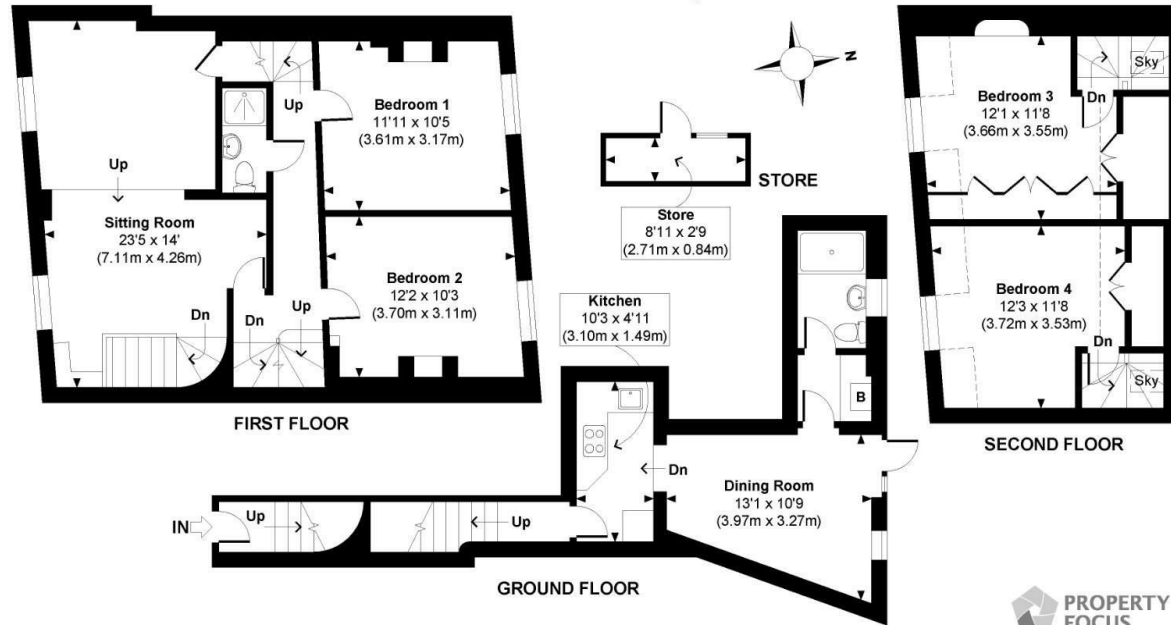 Up
Bedroom 1
11'11 x 10'5
(3.61m x 3.17m)
Up
Sitting Room
23'5 x 14'
(7.11m x 4.26m)
Bedroom 2
12'2 x 10'3
(3.70m x 3.11m)
Dn
Dn
Up
FIRST FLOOR
N
STORE
Store
8'11 x 2'9
(2.71m x 0.84m)
Kitchen
10'3 x 4'11
(3.10m x 1.49m)
B
Dn
Dining Room
13'1 x 10'9
(3.97m x 3.27m)
IN
Up
Up
GROUND FLOOR
Sky
Dn
Bedroom 3
12'1 x 11'8
(3.66m x 3.55m)
Bedroom 4
12'3 x 11'8
(3.72m x 3.53m)
Dn
Sky
SECOND FLOOR
PROPERTY
FOCUS